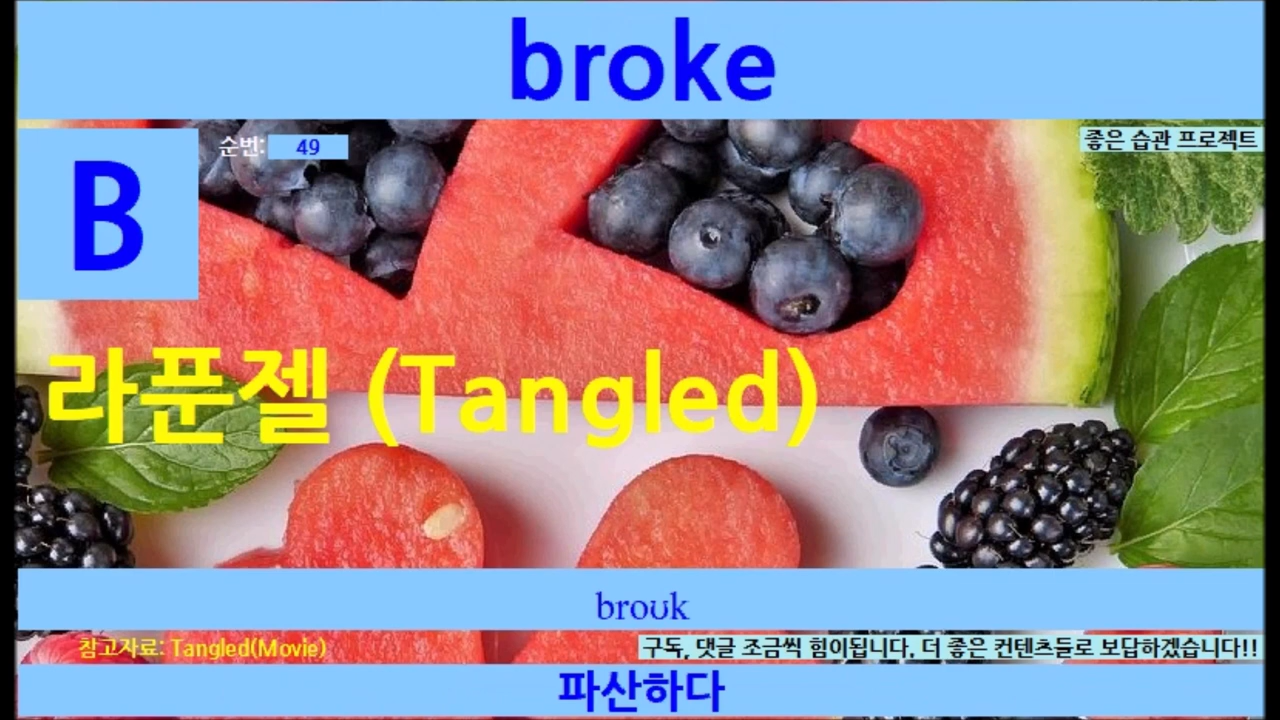 broke
B
순번: 49
좋은 습관 프로젝트
라푼젤 (Tangled)
broʊk
참고자료: Tangled(Movie)
구독, 댓글 조금씩 힘이됩니다, 더 좋은 컨텐츠들로 보답하겠습니다!!
파산하다